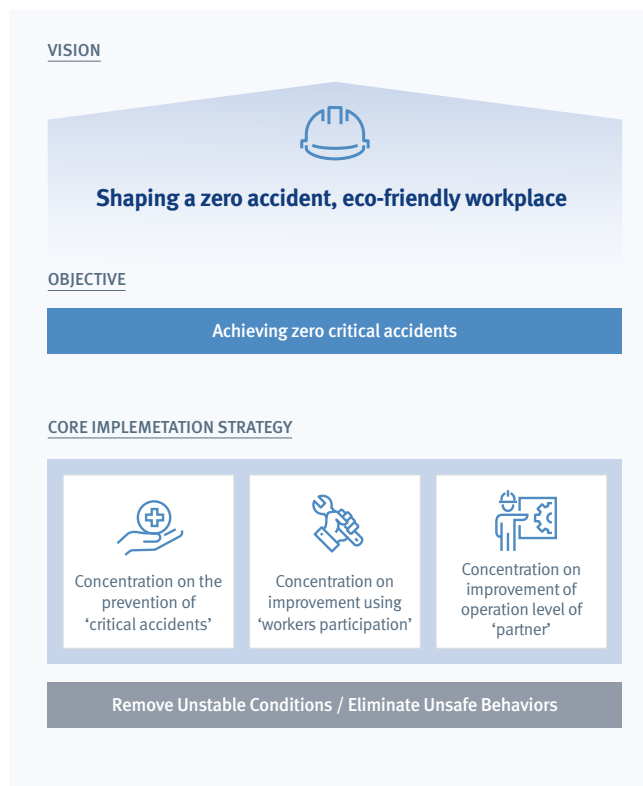 VISION
Shaping a zero accident, eco-friendly workplace
OBJECTIVE
Achieving zero critical accidents
CORE IMPLEMETATION STRATEGY
Concentration on the
prevention of
‘critical accidents’
Concentration on
improvement using
‘workers participation’
Concentration on
improvement of
operation level of
‘partner’
Remove Unstable Conditions / Eliminate Unsafe Behaviors